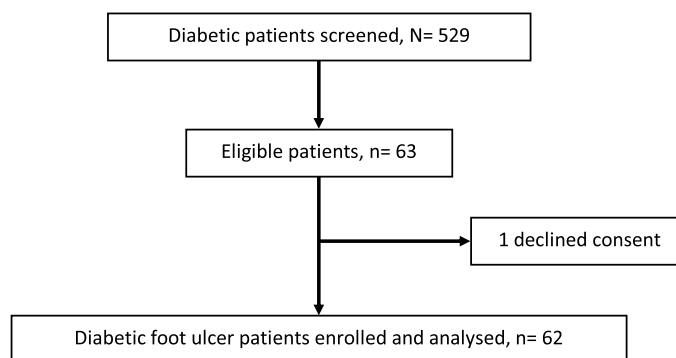 Diabetic patients screened, N= 529
Eligible patients, n= 63
1 declined consent
Diabetic foot ulcer patients enrolled and analysed, n= 62